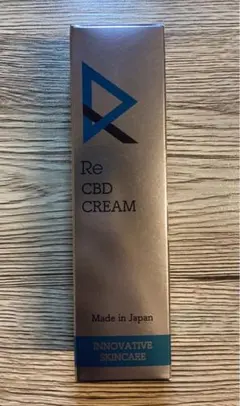 Re
CBD
CREAM
Made in Japan
INNOVATIVE
SKINCARE